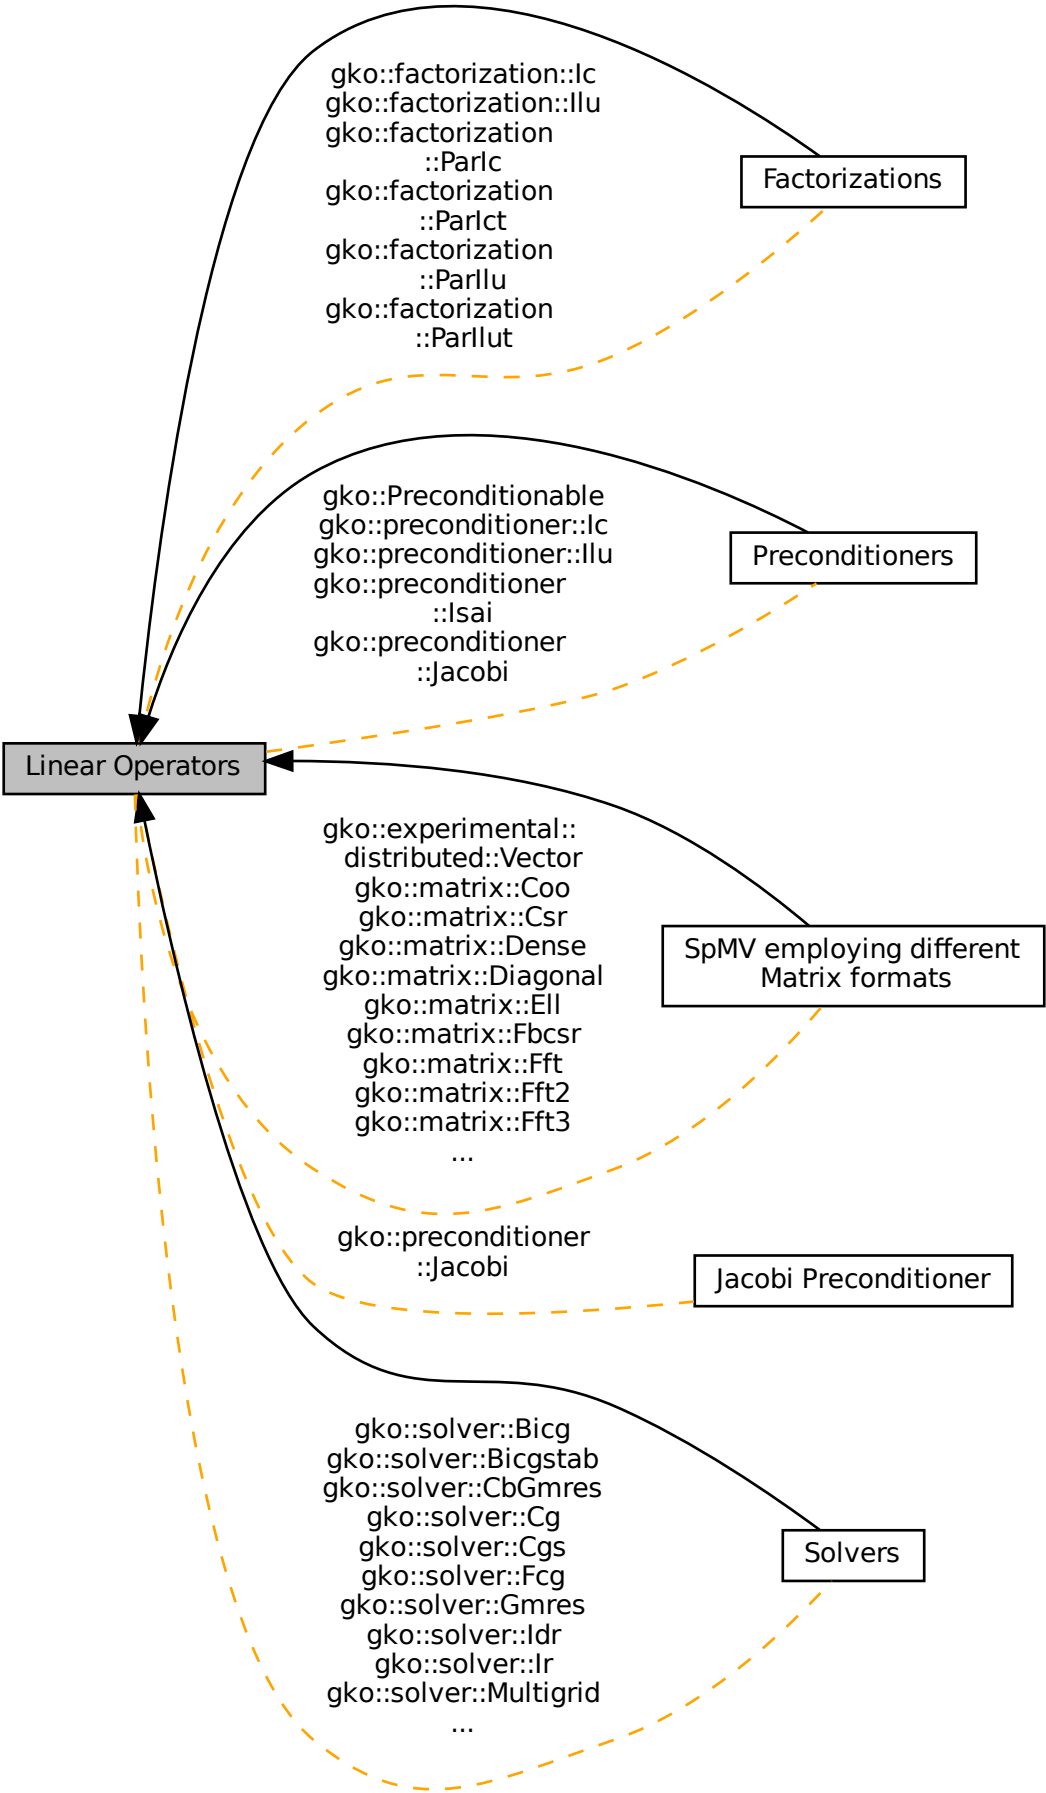 gko::factorization::Ic
gko::factorization::Ilu
gko::factorization
::ParIc
gko::factorization
::ParIct
gko::factorization
::ParIlu
gko::factorization
::ParIlut
Factorizations
gko::Preconditionable
gko::preconditioner::Ic
gko::preconditioner::Ilu
gko::preconditioner
::Isai
gko::preconditioner
::Jacobi
Preconditioners
Linear Operators
gko::experimental::
distributed::Vector
gko::matrix::Coo
gko::matrix::Csr
gko::matrix::Dense
gko::matrix::Diagonal
gko::matrix::Ell
gko::matrix::Fbcsr
gko::matrix::Fft
gko::matrix::Fft2
gko::matrix::Fft3
...
SpMV employing different
Matrix formats
gko::preconditioner
::Jacobi
Jacobi Preconditioner
gko::solver::Bicg
gko::solver::Bicgstab
gko::solver::CbGmres
gko::solver::Cg
gko::solver::Cgs
gko::solver::Fcg
gko::solver::Gmres
gko::solver::Idr
gko::solver::Ir
gko::solver::Multigrid
...
Solvers